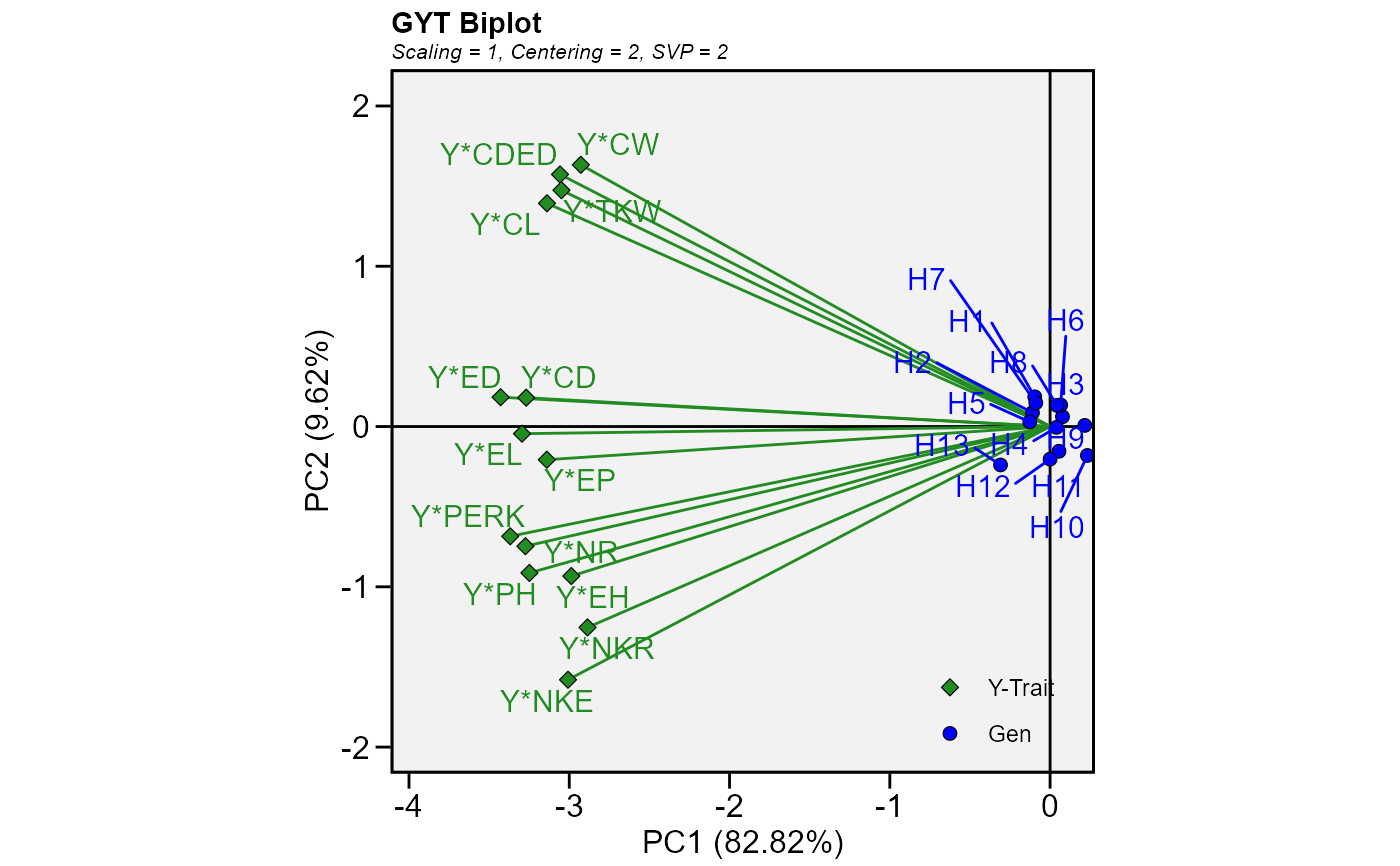 GYT Biplot
Scaling = 1, Centering = 2, SVP = 2
PC2 (9.62%)
2
1
0
-1
-2
Y*CW
Y*CDED
Y*TKW
Y*CL
H7
H1
H6
H2
H8
H3
Y*ED
Y*CD
H5
H13
H4
H9
Y*EL
Y*EP
H12
H11
H10
Y*PERK
Y*NR
Y*PH
Y*EH
Y*NKR
Y*NKE
Y-Trait
Gen
-4
-3
-2
-1
0
PC1 (82.82%)